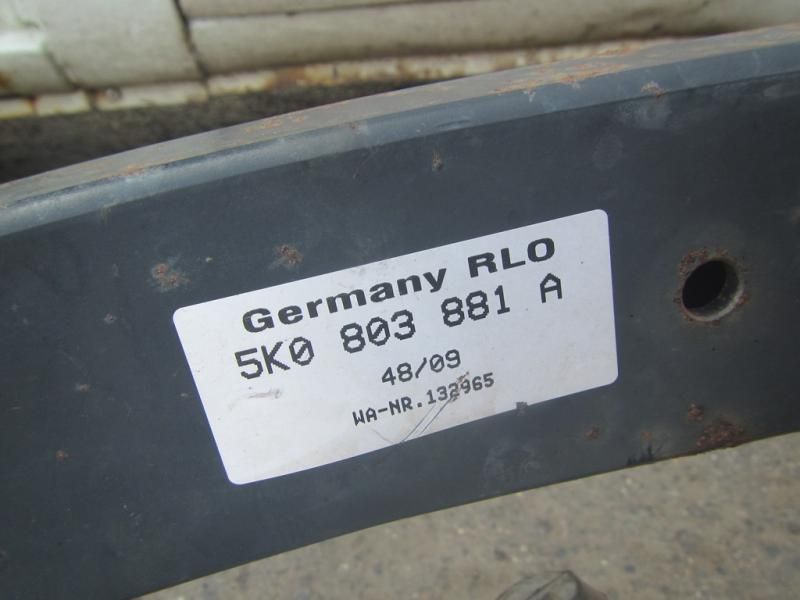 Germany RLO
5K0 803 881 A
48/09
WA-NR.132965